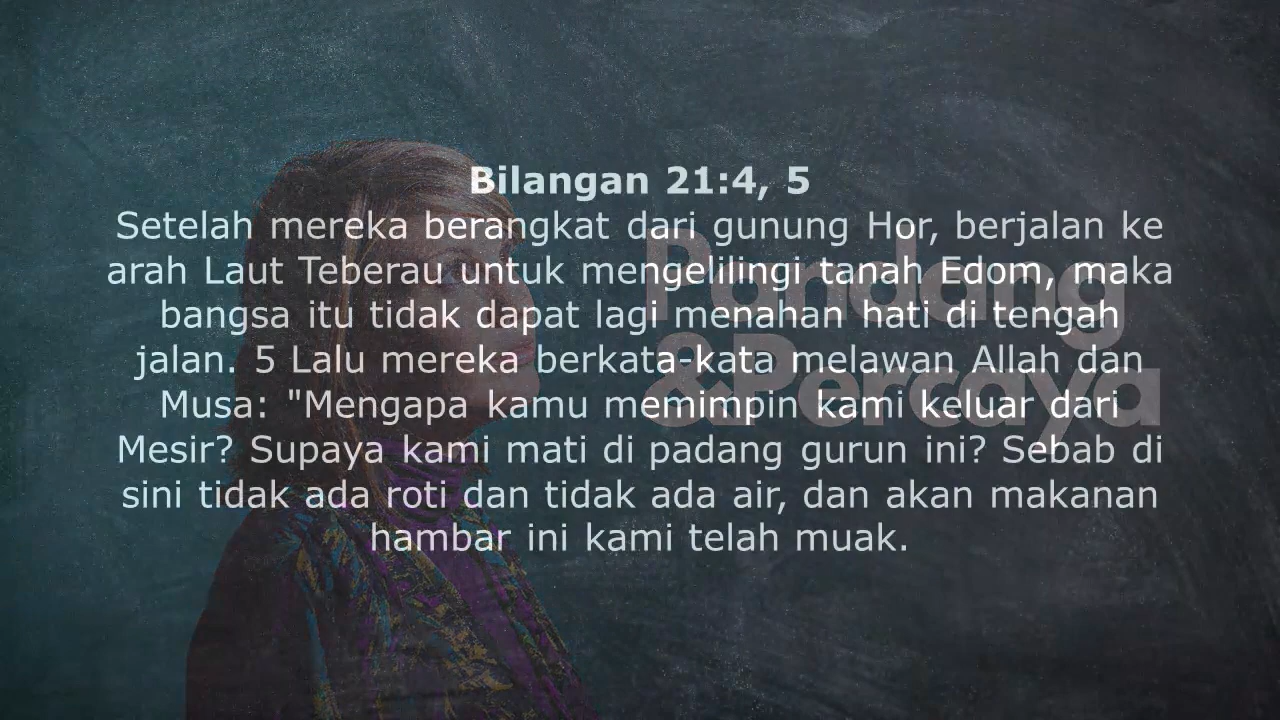 Bilangan 21:4, 5
Setelah mereka berangkat dari gunung Hor, berjalan ke
arah Laut Teberau untuk mengelilingi tanah Edom, maka
bangsa itu tidak dapat lagi menahan hati di tengah
jalan. 5 Lalu mereka berkata-kata melawan Allah dan
Musa: "Mengapa kamu memimpin kami keluar dari
Mesir? Supaya kami mati di padang gurun ini? Sebab di
sini tidak ada roti dan tidak ada air, dan akan makanan
hambar ini kami telah muak.
Pandang
&Percaya